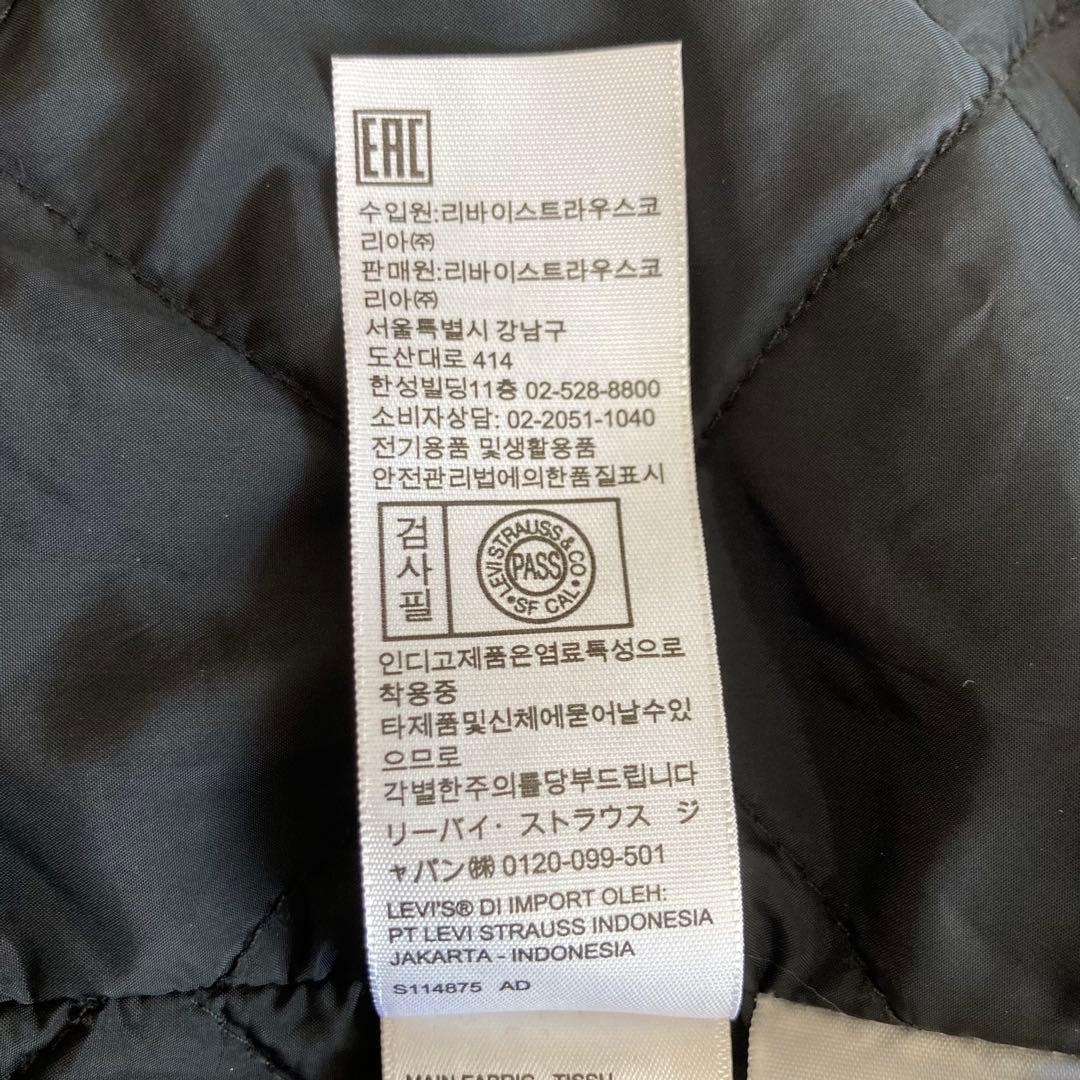 EAC
수입원:리바이스트라우스코
리아㈜
판매원:리바이스트라우스코
리아㈜
서울특별시 강남구
도산대로 414
한성빌딩11층 02-528-8800
소비자상담: 02-2051-1040
전기용품 및생활용품
안전관리법에의한품질표시
검사필
LEVI STRAUSS & CO
PASS
• SF CAL •
인디고제품은염료특성으로
착용중
타제품및신체에묻어날수있
으므로
각별한주의를당부드립니다
リーバイ・ストラウス ジ
ャパン㈱ 0120-099-501
LEVI'S® DI IMPORT OLEH:
PT LEVI STRAUSS INDONESIA
JAKARTA - INDONESIA
S114875 AD
MAIN FABRIC - TISSU